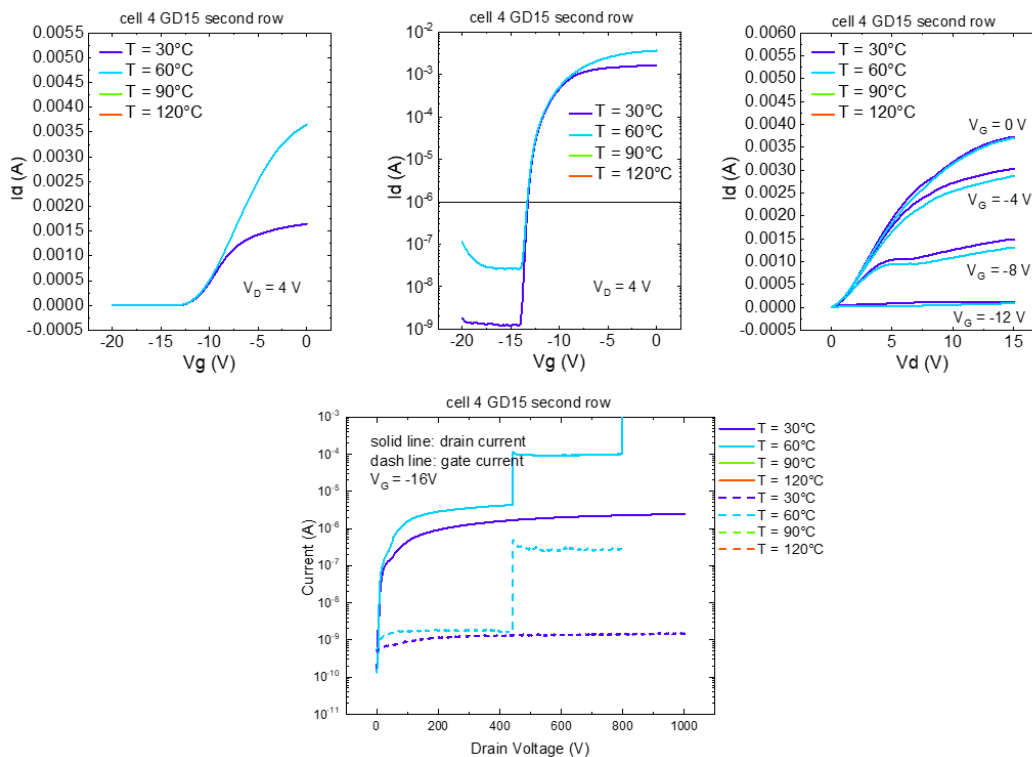 cell 4 GD15 second row
0.0055
0.0050
0.0045
0.0040
0.0035
0.0030
0.0025
0.0020
0.0015
0.0010
0.0005
0.0000
-0.0005
Id (A)
T = 30°C
T = 60°C
T = 90°C
T = 120°C
V_D = 4 V
-20
-15
-10
-5
0
Vg (V)
cell 4 GD15 second row
10⁻²
10⁻³
10⁻⁴
10⁻⁵
10⁻⁶
10⁻⁷
10⁻⁸
10⁻⁹
Id (A)
T = 30°C
T = 60°C
T = 90°C
T = 120°C
V_D = 4 V
-20
-15
-10
-5
0
Vg (V)
cell 4 GD15 second row
0.0060
0.0055
0.0050
0.0045
0.0040
0.0035
0.0030
0.0025
0.0020
0.0015
0.0010
0.0005
0.0000
-0.0005
Id (A)
T = 30°C
T = 60°C
T = 90°C
T = 120°C
V_G = 0 V
V_G = -4 V
V_G = -8 V
V_G = -12 V
0
5
10
15
Vd (V)
cell 4 GD15 second row
10⁻³
10⁻⁴
10⁻⁵
10⁻⁶
10⁻⁷
10⁻⁸
10⁻⁹
10⁻¹⁰
10⁻¹¹
Current (A)
solid line: drain current
dash line: gate current
V_G = -16V
0
200
400
600
800
1000
Drain Voltage (V)
T = 30°C
T = 60°C
T = 90°C
T = 120°C
T = 30°C
T = 60°C
T = 90°C
T = 120°C